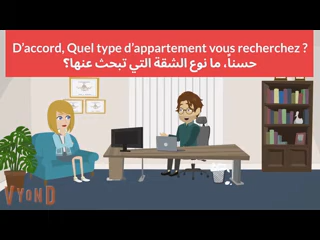 D'accord, Quel type d'appartement vous recherchez ?
حسناً، ما نوع الشقة التي تبحث عنها؟
VYOND